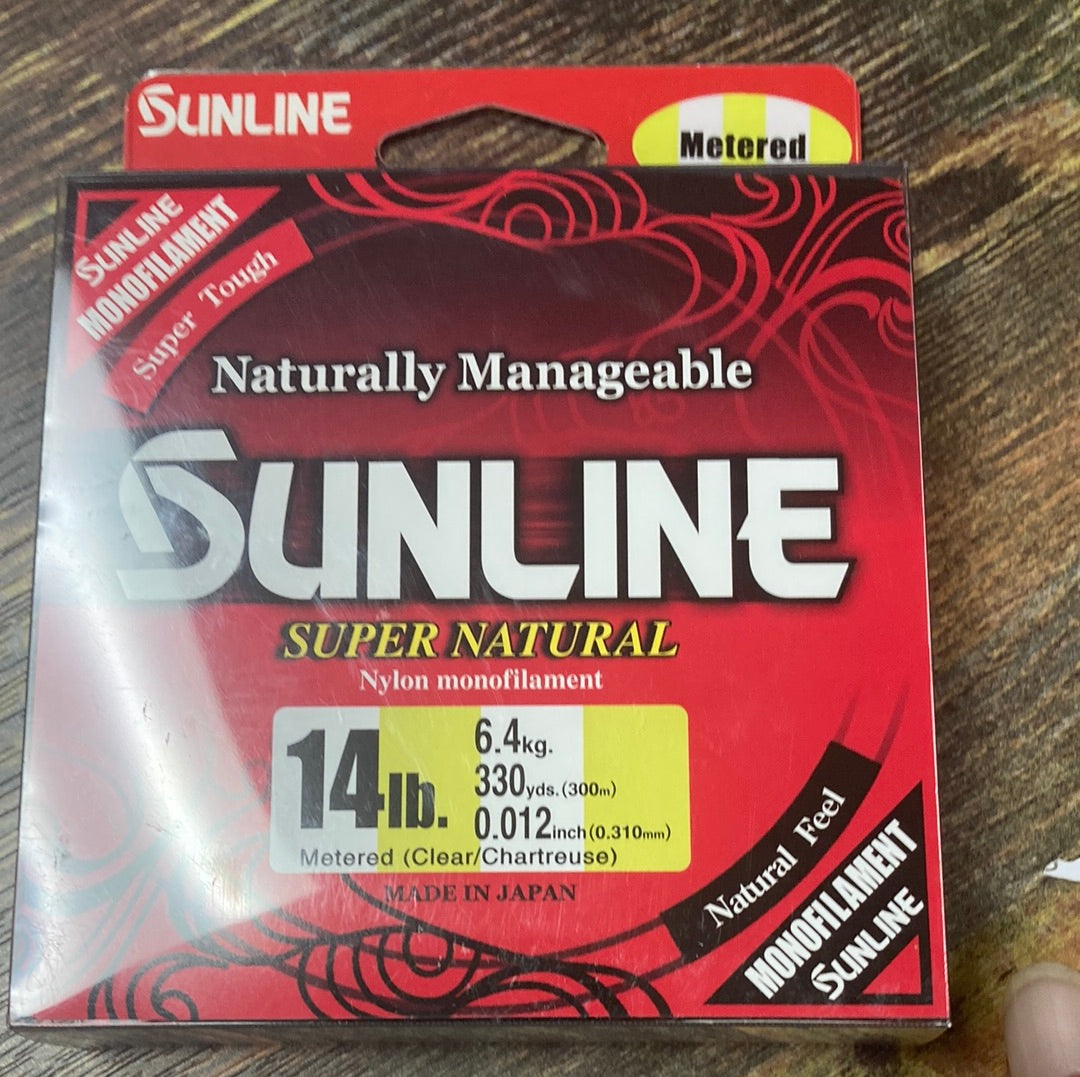 SUNLINE
Metered
SUNLINE
MONOFILAMENT
Super Tough
Naturally Manageable
SUNLINE
SUPER NATURAL
Nylon monofilament
14lb.
6.4kg.
330yds.(300m)
0.012inch(0.310mm)
Metered (Clear/Chartreuse)
MADE IN JAPAN
Natural Feel
MONOFILAMENT
SUNLINE